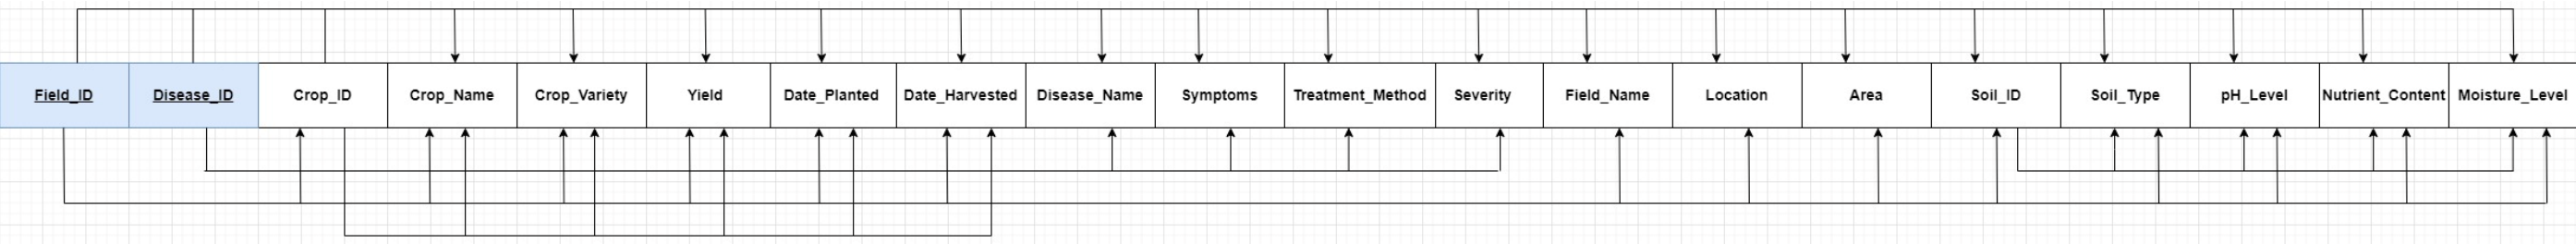 Field_ID Disease_ID Crop_ID Crop_Name Crop_Variety Yield Date_Planted Date_Harvested Disease_Name Symptoms Treatment_Method Severity Field_Name Location Area Soil_ID Soil_Type pH_Level Nutrient_Content Moisture_Level